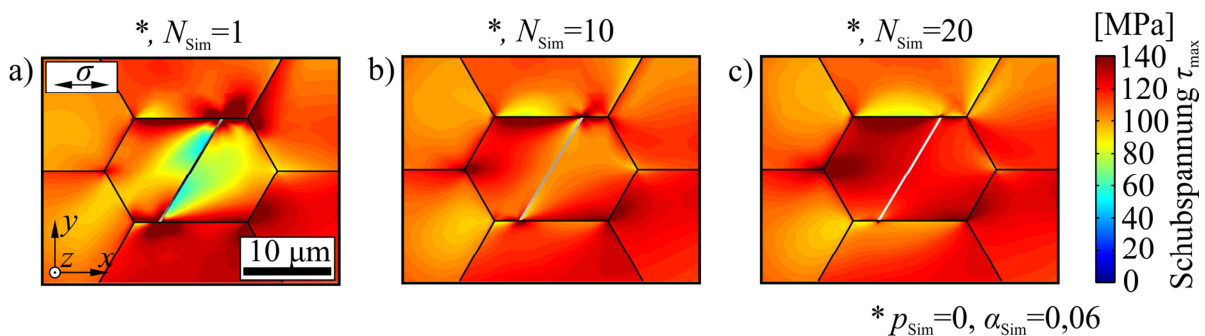 *, N_Sim=1
*, N_Sim=10
*, N_Sim=20
a)
σ
b)
c)
y
z
x
10 μm
[MPa]
140
120
100
80
60
40
20
0
Schubspannung τ_max
* p_Sim=0, α_Sim=0,06